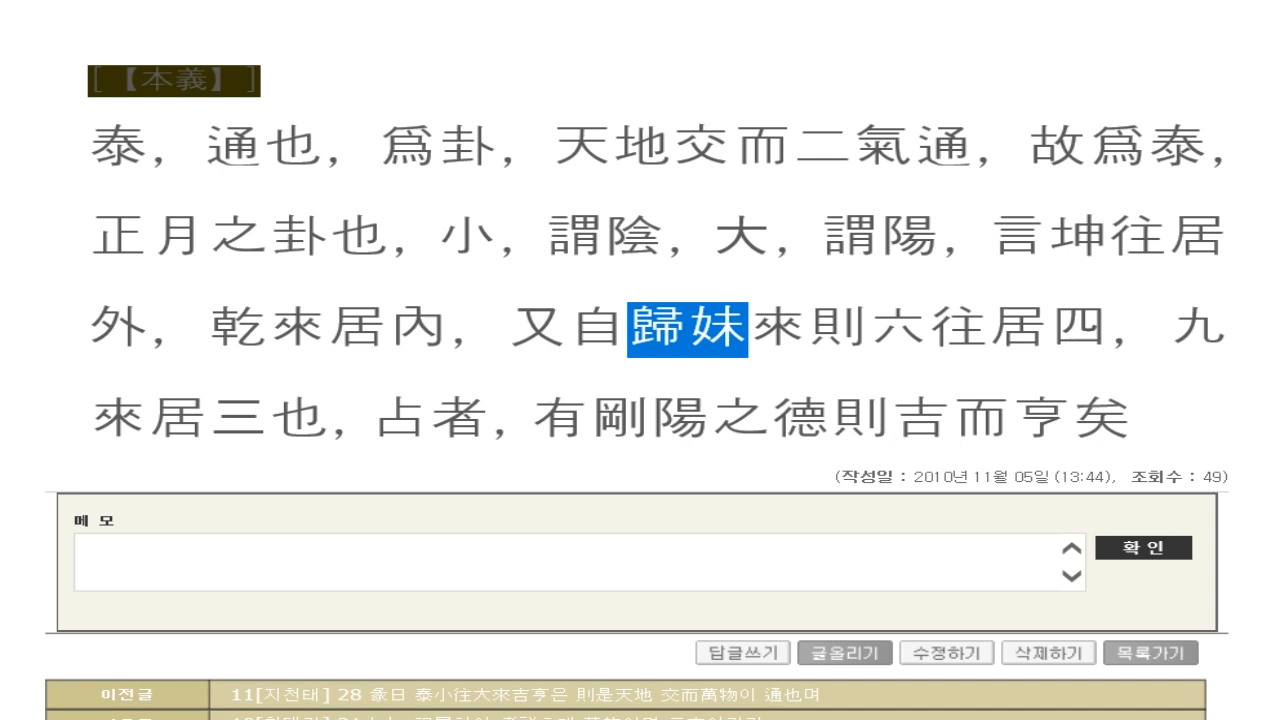 [ 【本義】 ]
泰, 通也, 爲卦, 天地交而二氣通, 故爲泰,
正月之卦也, 小, 謂陰, 大, 謂陽, 言坤往居
外, 乾來居內, 又自歸妹來則六往居四, 九
來居三也, 占者, 有剛陽之德則吉而亨矣
(작성일 : 2010년 11월 05일 (13:44), 조회수 : 49)
메 모
확 인
답글쓰기 글올리기 수정하기 삭제하기 목록가기
이전글 11[지천태] 28 彖曰 泰小往大來吉亨은 則是天地 交而萬物이 通也며